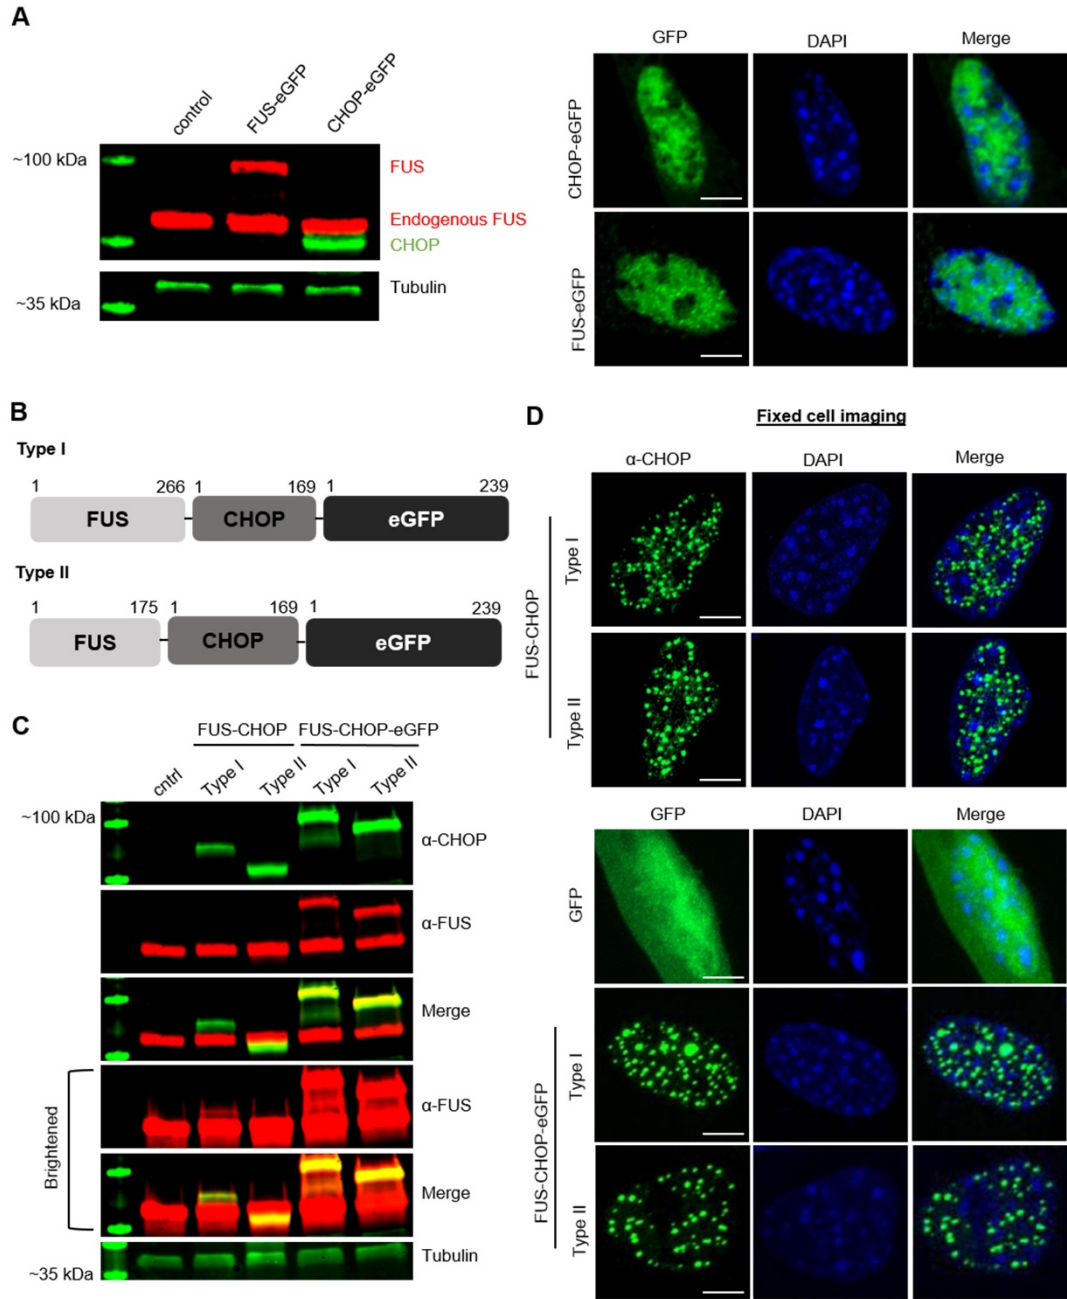 A
control
FUS-eGFP
CHOP-eGFP
~100 kDa
FUS
Endogenous FUS
CHOP
Tubulin
~35 kDa
GFP
DAPI
Merge
CHOP-eGFP
FUS-eGFP
B
Type I
1
266
1
169
1
239
FUS
CHOP
eGFP
Type II
1
175
1
169
1
239
FUS
CHOP
eGFP
C
FUS-CHOP
FUS-CHOP-eGFP
cntrl
Type I
Type II
Type I
Type II
~100 kDa
α-CHOP
α-FUS
Merge
Brightened
α-FUS
Merge
Tubulin
~35 kDa
D
Fixed cell imaging
α-CHOP
DAPI
Merge
FUS-CHOP
Type I
Type II
GFP
DAPI
Merge
GFP
FUS-CHOP-eGFP
Type I
Type II